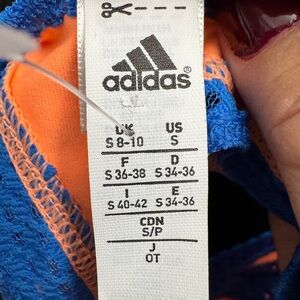 adidas
UK US
S 8-10 S
F D
S 36-38 S 34-36
I E
S 40-42 S 34-36
CDN
S/P
J
OT